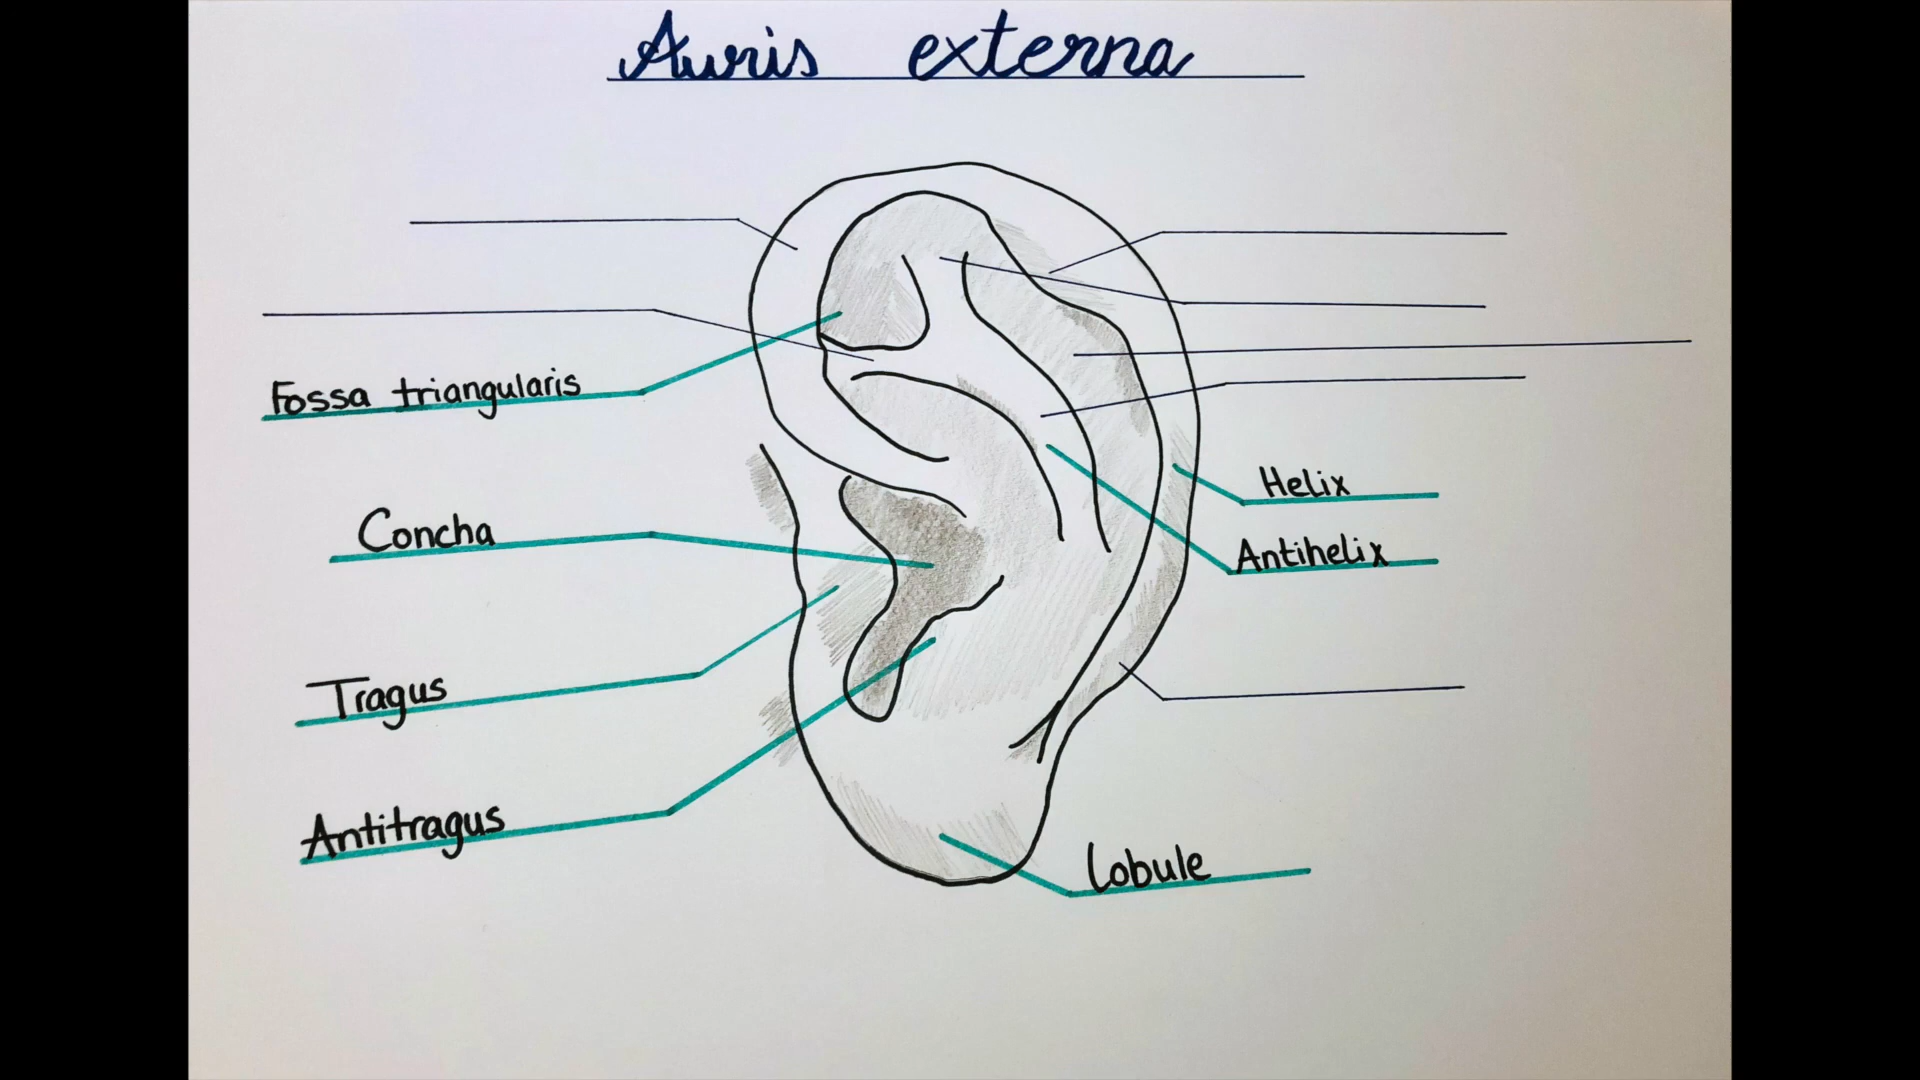 Auris externa
Fossa triangularis
Concha
Tragus
Antitragus
Helix
Antihelix
Lobule